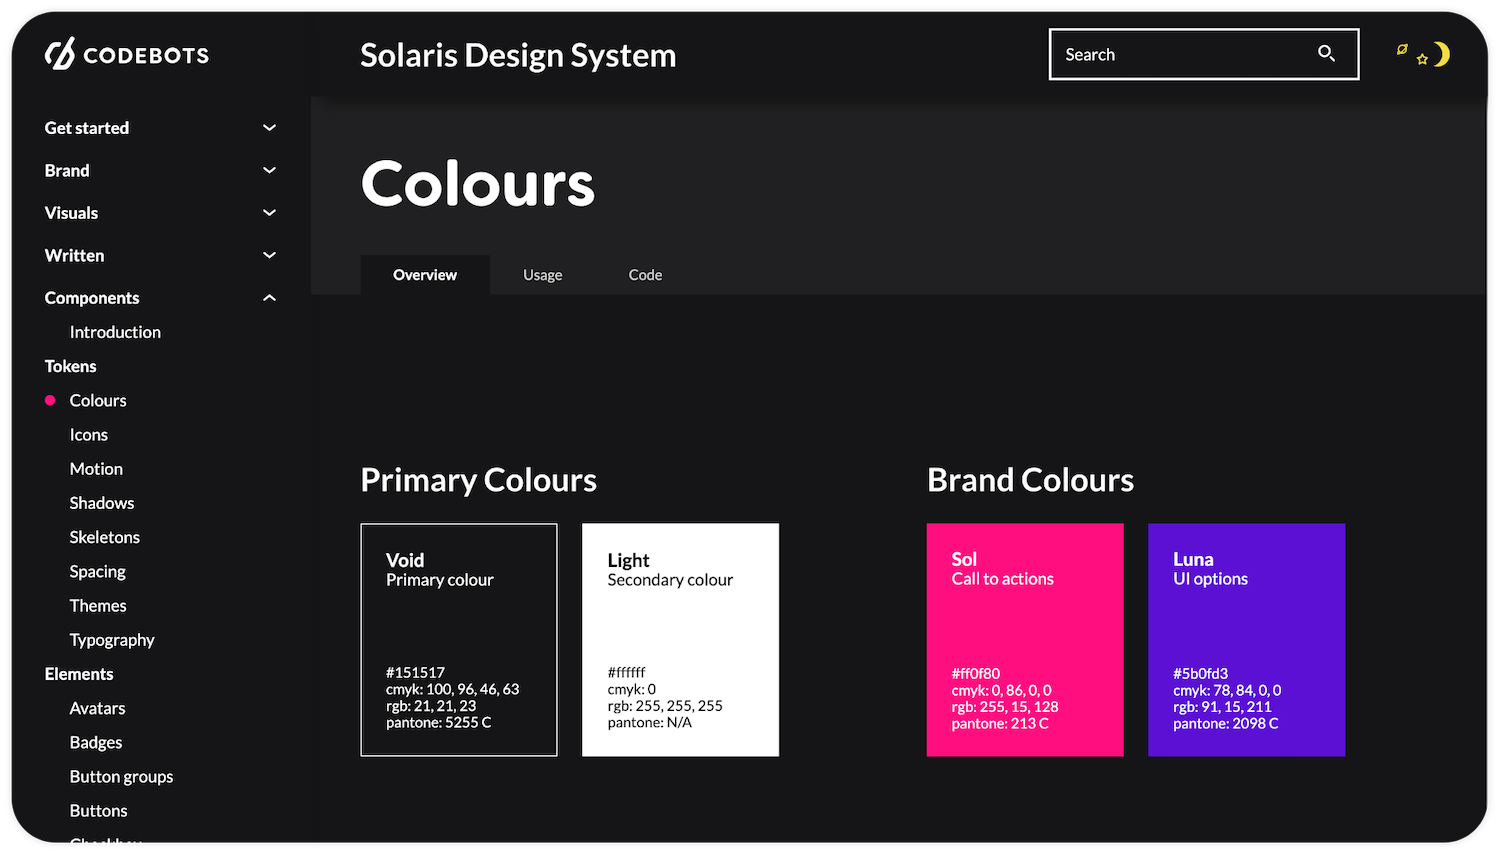 CODEBOTS
Solaris Design System
Search
Get started
Brand
Visuals
Written
Components
Introduction
Tokens
Colours
Icons
Motion
Shadows
Skeletons
Spacing
Themes
Typography
Elements
Avatars
Badges
Button groups
Buttons
Colours
Overview
Usage
Code
Primary Colours
Void
Primary colour
#151517
cmyk: 100, 96, 46, 63
rgb: 21, 21, 23
pantone: 5255 C
Light
Secondary colour
#ffffff
cmyk: 0
rgb: 255, 255, 255
pantone: N/A
Brand Colours
Sol
Call to actions
#ff0f80
cmyk: 0, 86, 0, 0
rgb: 255, 15, 128
pantone: 213 C
Luna
UI options
#5b0fd3
cmyk: 78, 84, 0, 0
rgb: 91, 15, 211
pantone: 2098 C